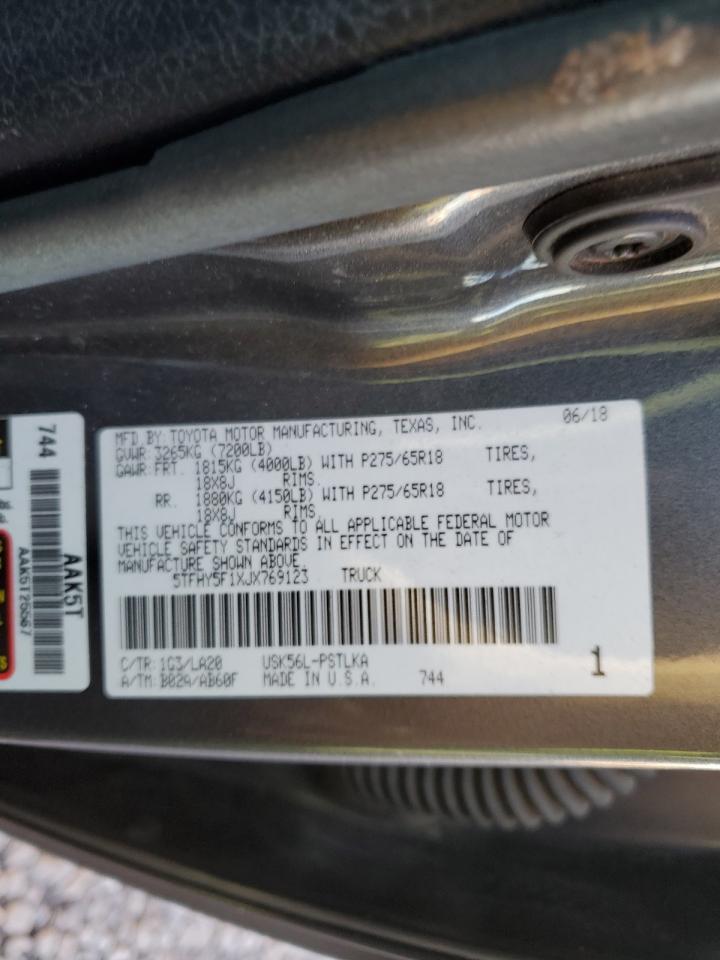 MFD.BY:TOYOTA MOTOR MANUFACTURING, TEXAS, INC. 06/18
GVWR:3265KG (7200LB)
GAWR:FRT. 1815KG (4000LB) WITH P275/65R18 TIRES,
18X8J RIMS.
RR. 1880KG (4150LB) WITH P275/65R18 TIRES,
18X8J RIMS.
THIS VEHICLE CONFORMS TO ALL APPLICABLE FEDERAL MOTOR
VEHICLE SAFETY STANDARDS IN EFFECT ON THE DATE OF
MANUFACTURE SHOWN ABOVE.
5TFHY5F1XJX769123 TRUCK
C/TR:1G3/LA20 USK56L-PSTLKA 1
A/TM:B02A/AB60F MADE IN U.S.A. 744
744
AAK5T